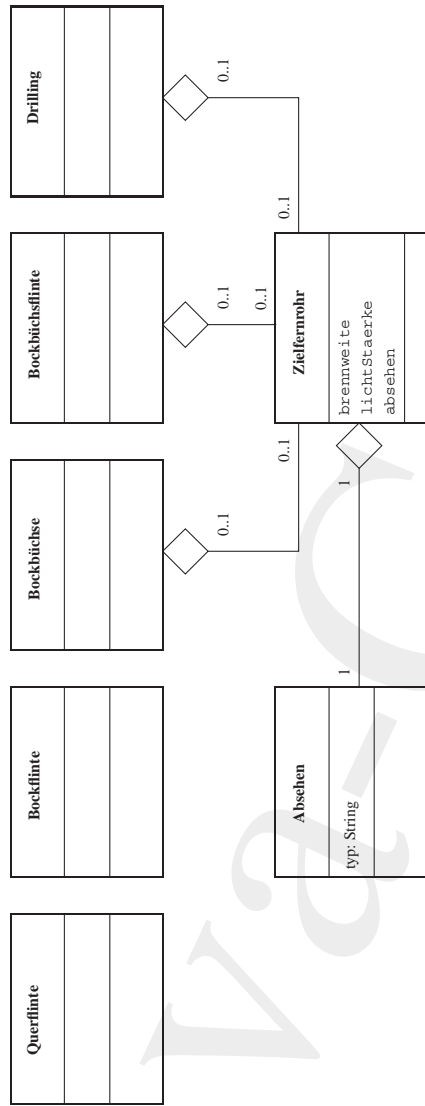 Querflinte
Bockflinte
Bockbüchse
Bockbüchsflinte
Drilling
0..1
0..1
0..1
0..1
0..1
0..1
Absehen
typ: String
1
1
Zielfernrohr
brennweite
lichtStaerke
absehen
va-C